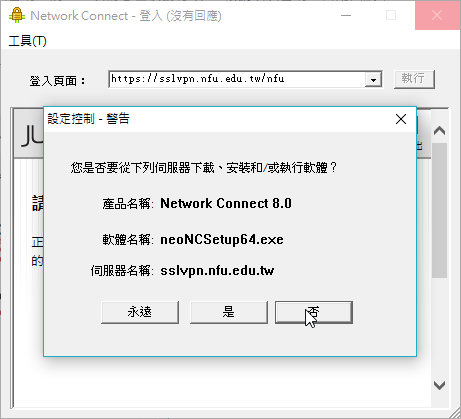 Network Connect - 登入 (沒有回應)
工具(T)
登入頁面： https://sslvpn.nfu.edu.tw/nfu 執行
JU
出
設定控制 - 警告
您是否要從下列伺服器下載、安裝和/或執行軟體？
請
產品名稱: Network Connect 8.0
正
軟體名稱: neoNCSetup64.exe
的
伺服器名稱: sslvpn.nfu.edu.tw
永遠 是 否